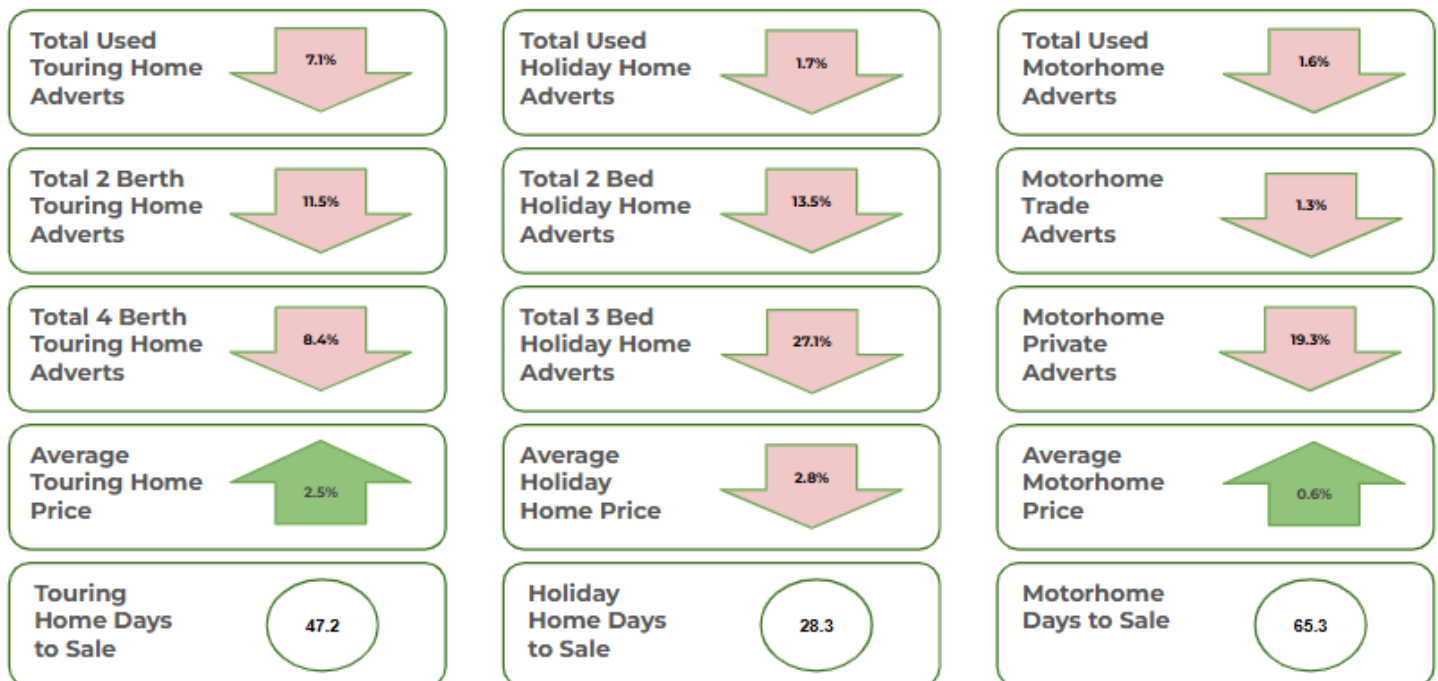 Total Used
Touring Home
Adverts
7.1%
Total Used
Holiday Home
Adverts
1.7%
Total Used
Motorhome
Adverts
1.6%
Total 2 Berth
Touring Home
Adverts
11.5%
Total 2 Bed
Holiday Home
Adverts
13.5%
Motorhome
Trade
Adverts
1.3%
Total 4 Berth
Touring Home
Adverts
8.4%
Total 3 Bed
Holiday Home
Adverts
27.1%
Motorhome
Private
Adverts
19.3%
Average
Touring Home
Price
2.5%
Average
Holiday
Home Price
2.8%
Average
Motorhome
Price
0.6%
Touring
Home Days
to Sale
47.2
Holiday
Home Days
to Sale
28.3
Motorhome
Days to Sale
65.3